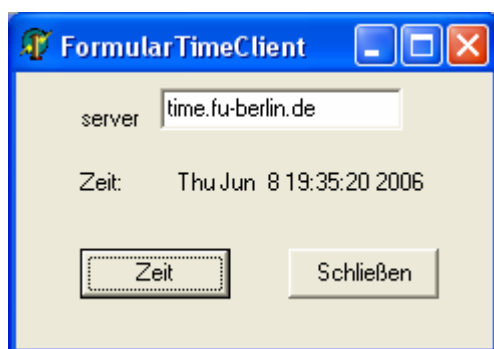 FormularTimeClient
server time.fu-berlin.de
Zeit: Thu Jun 8 19:35:20 2006
Zeit Schließen